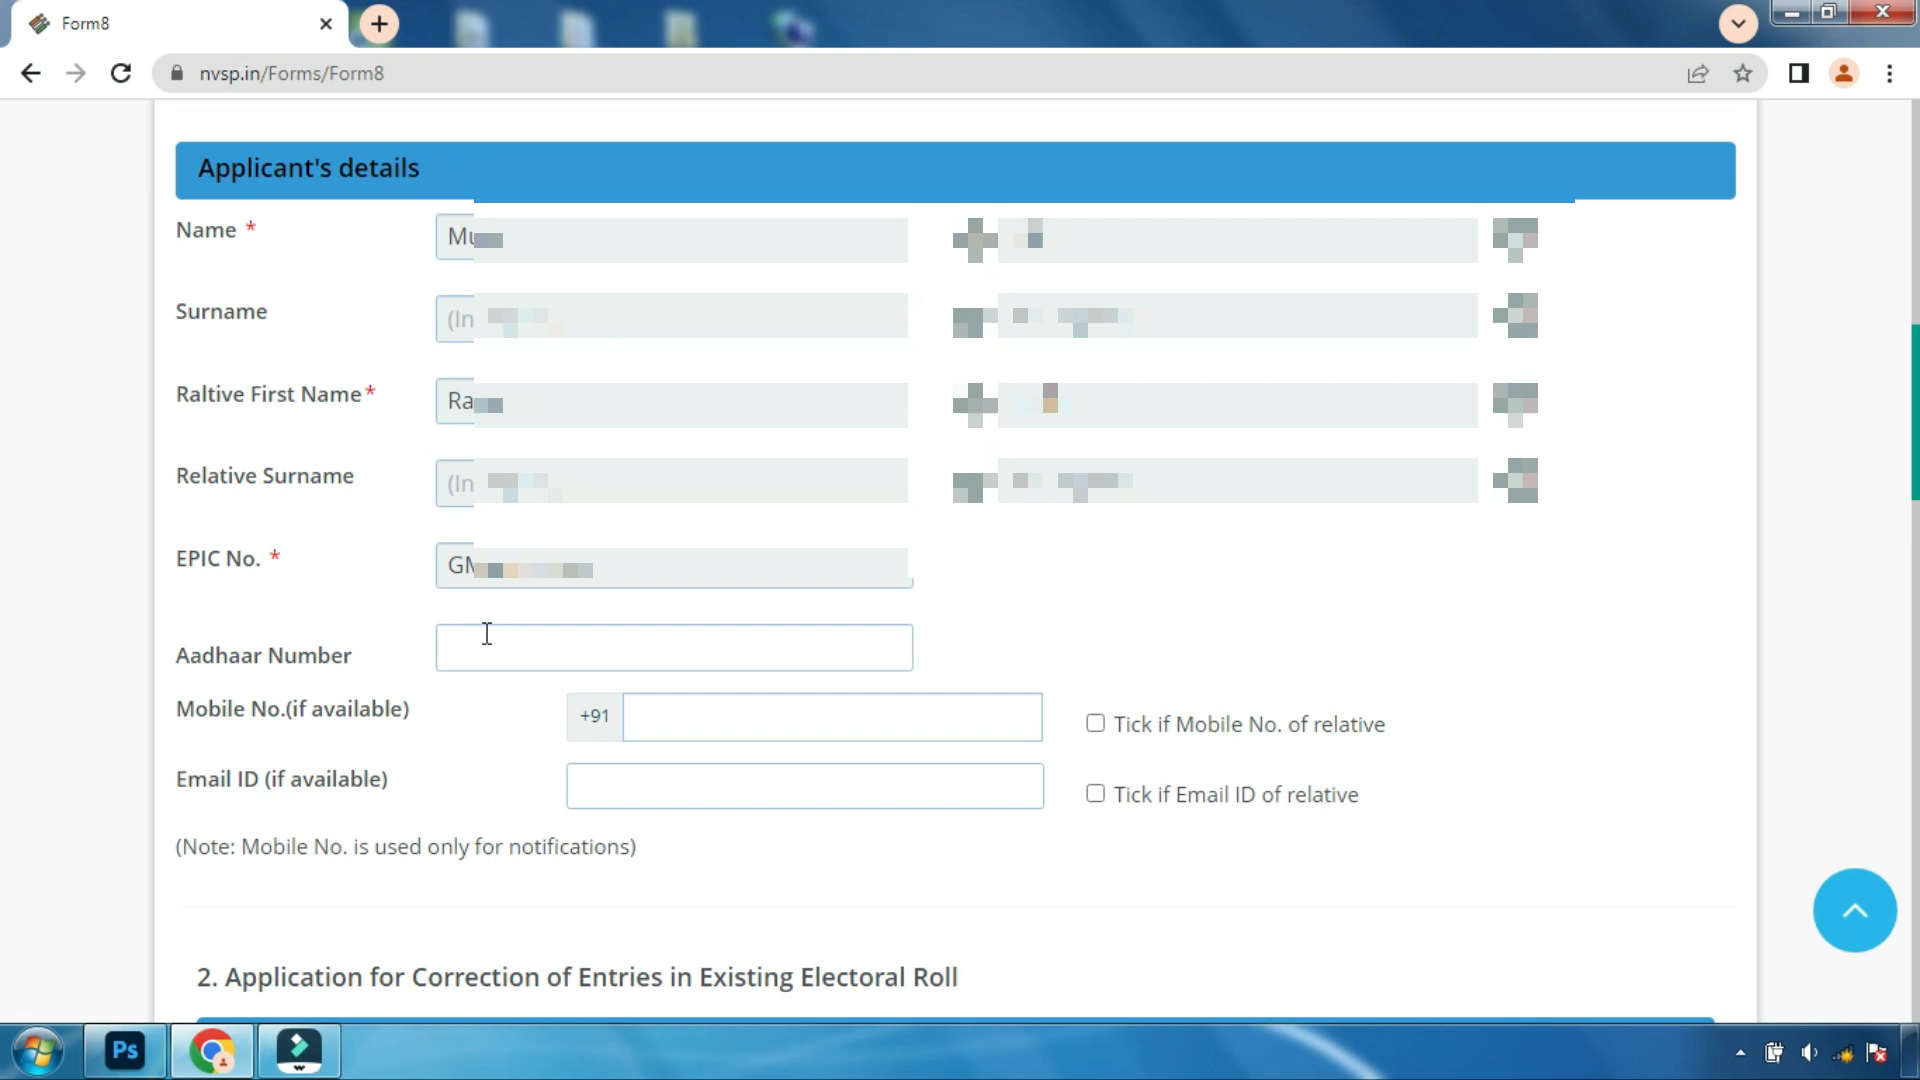 Form8
nvsp.in/Forms/Form8
Applicant's details
Name *
Surname
(In
Raltive First Name *
Ra
Relative Surname
(In
EPIC No. *
Aadhaar Number
Mobile No.(if available) +91 Tick if Mobile No. of relative
Email ID (if available) Tick if Email ID of relative
(Note: Mobile No. is used only for notifications)
2. Application for Correction of Entries in Existing Electoral Roll
Ps